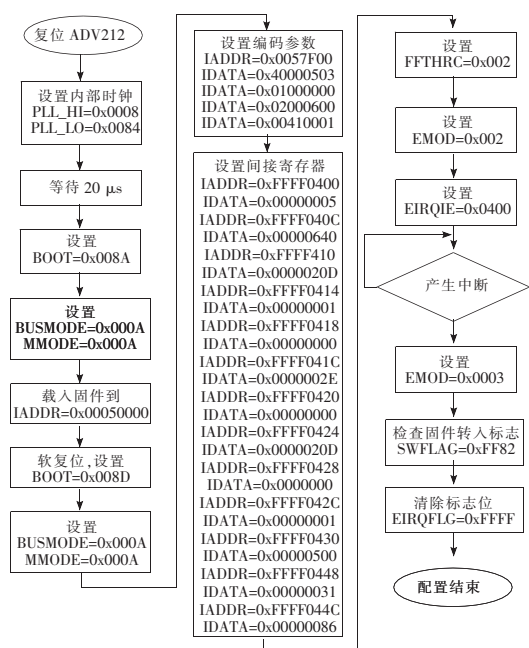 复位 ADV212
设置内部时钟
PLL_HI=0x0008
PLL_LO=0x0084
等待 20 μs
设置
BOOT=0x008A
设置
BUSMODE=0x000A
MMODE=0x000A
载入固件到
IADDR=0x00050000
软复位,设置
BOOT=0x008D
设置
BUSMODE=0x000A
MMODE=0x000A
设置编码参数
IADDR=0x0057F00
IDATA=0x40000503
IDATA=0x01000000
IDATA=0x02000600
IDATA=0x00410001
设置间接寄存器
IADDR=0xFFFF0400
IDATA=0x00000005
IADDR=0xFFFF040C
IDATA=0x00000640
IADDR=0xFFFF410
IDATA=0x0000020D
IADDR=0xFFFF0414
IDATA=0x00000001
IADDR=0xFFFF0418
IDATA=0x00000000
IADDR=0xFFFF041C
IDATA=0x0000002E
IADDR=0xFFFF0420
IDATA=0x00000000
IADDR=0xFFFF0424
IDATA=0x0000020D
IADDR=0xFFFF0428
IDATA=0x0000000
IADDR=0xFFFF042C
IDATA=0x00000001
IADDR=0xFFFF0430
IDATA=0x00000500
IADDR=0xFFFF0448
IDATA=0x00000031
IADDR=0xFFFF044C
IDATA=0x00000086
设置
FFTHRC=0x002
设置
EMOD=0x002
设置
EIRQIE=0x0400
产生中断
设置
EMOD=0x0003
检查固件转入标志
SWFLAG=0xFF82
清除标志位
EIRQFLG=0xFFFF
配置结束